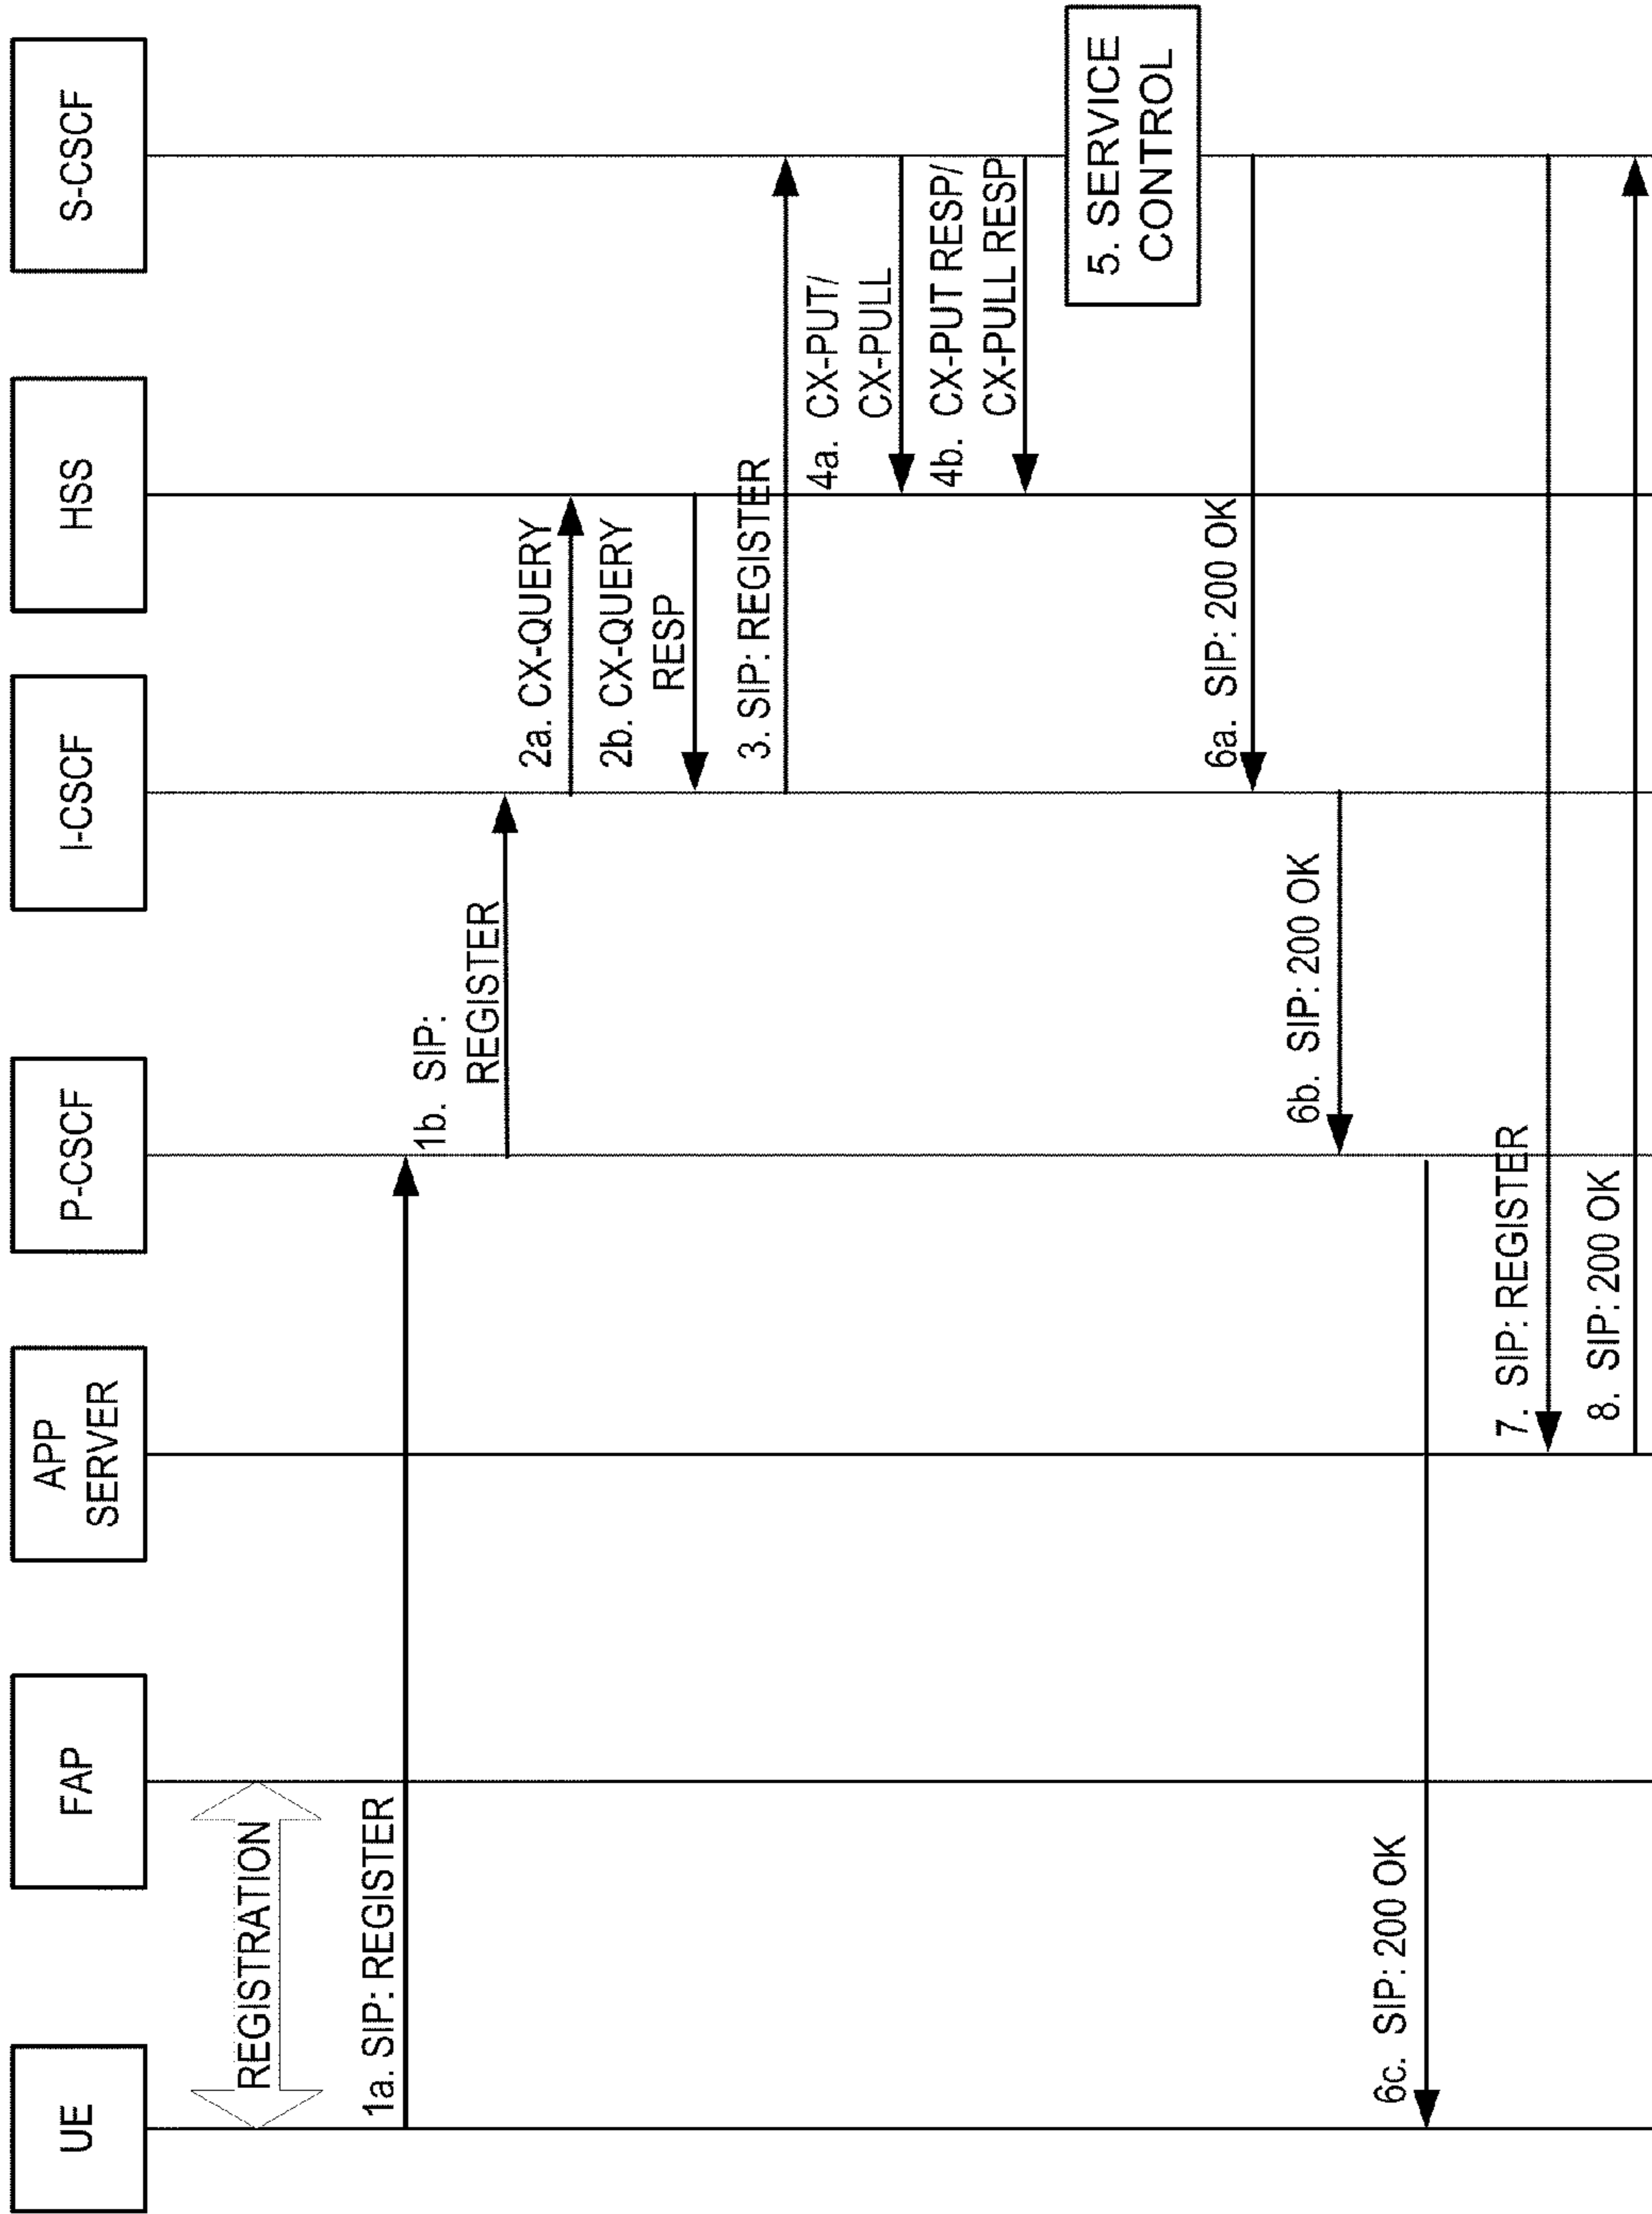 UE
FAP
APP
SERVER
P-CSCF
I-CSCF
HSS
S-CSCF
REGISTRATION
1a. SIP: REGISTER
1b. SIP:
REGISTER
2a. CX-QUERY
2b. CX-QUERY
RESP
3. SIP: REGISTER
4a. CX-PUT/
CX-PULL
4b. CX-PUT RESP/
CX-PULL RESP
5. SERVICE
CONTROL
6a. SIP: 200 OK
6b. SIP: 200 OK
6c. SIP: 200 OK
7. SIP: REGISTER
8. SIP: 200 OK